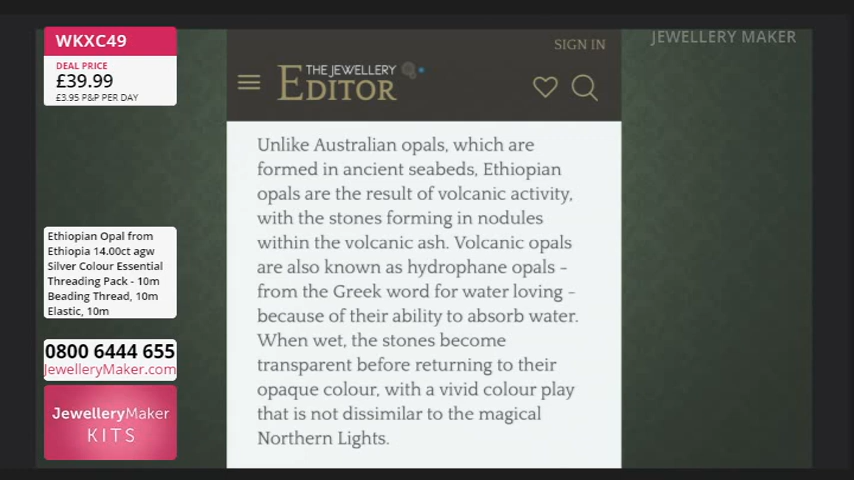 WKXC49
DEAL PRICE
£39.99
£3.95 P&P PER DAY
Ethiopian Opal from
Ethiopia 14.00ct agw
Silver Colour Essential
Threading Pack - 10m
Beading Thread, 10m
Elastic, 10m
0800 6444 655
JewelleryMaker.com
JewelleryMaker
KITS
SIGN IN
THE JEWELLERY
EDITOR
Unlike Australian opals, which are
formed in ancient seabeds, Ethiopian
opals are the result of volcanic activity,
with the stones forming in nodules
within the volcanic ash. Volcanic opals
are also known as hydrophane opals –
from the Greek word for water loving –
because of their ability to absorb water.
When wet, the stones become
transparent before returning to their
opaque colour, with a vivid colour play
that is not dissimilar to the magical
Northern Lights.
JEWELLERY MAKER